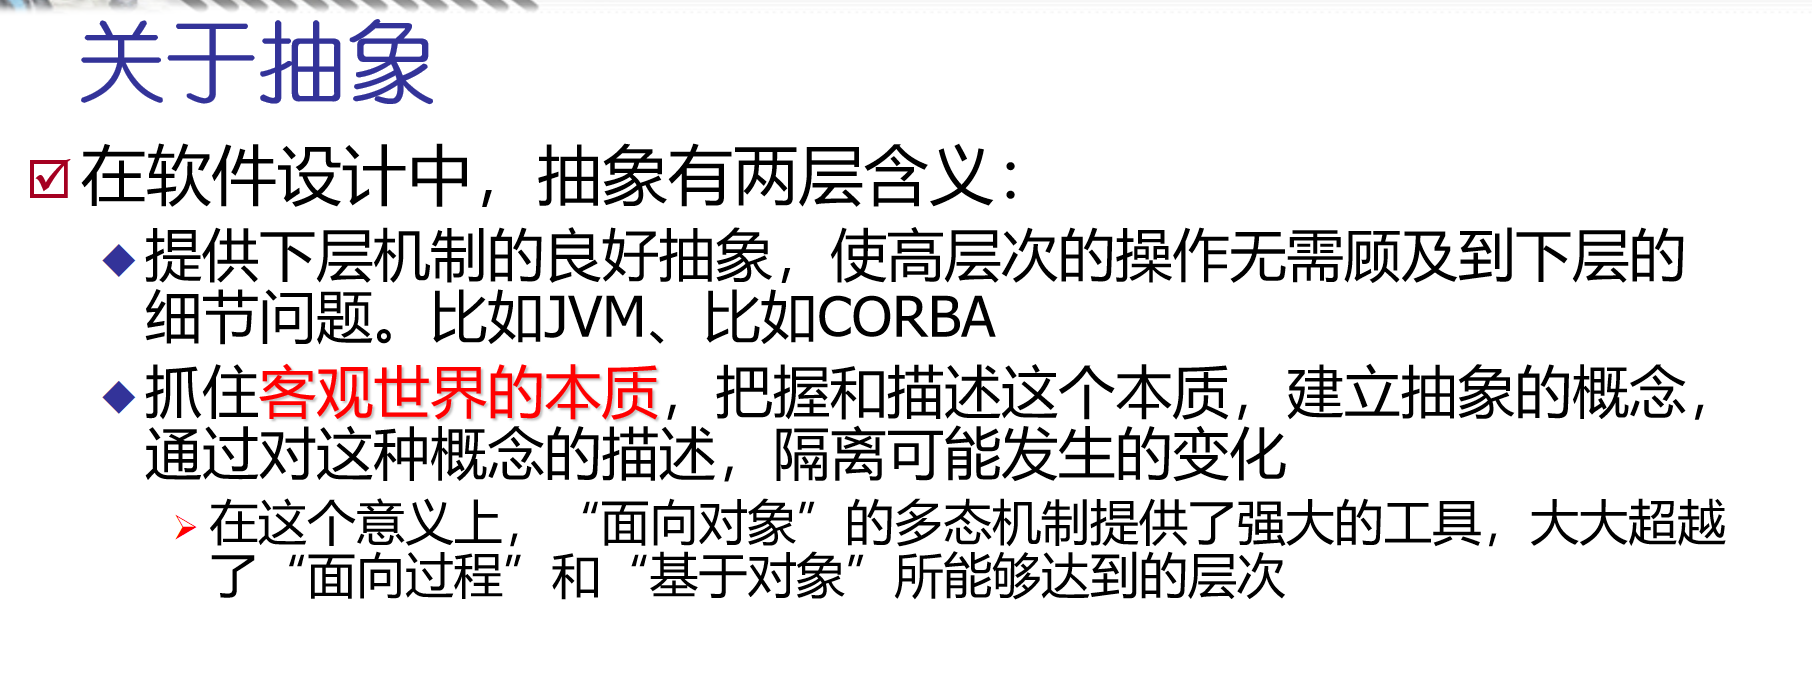 关于抽象
在软件设计中，抽象有两层含义：
提供下层机制的良好抽象，使高层次的操作无需顾及到下层的
细节问题。比如JVM、比如CORBA
抓住客观世界的本质，把握和描述这个本质，建立抽象的概念，
通过对这种概念的描述，隔离可能发生的变化
在这个意义上，“面向对象”的多态机制提供了强大的工具，大大超越
了“面向过程”和“基于对象”所能够达到的层次